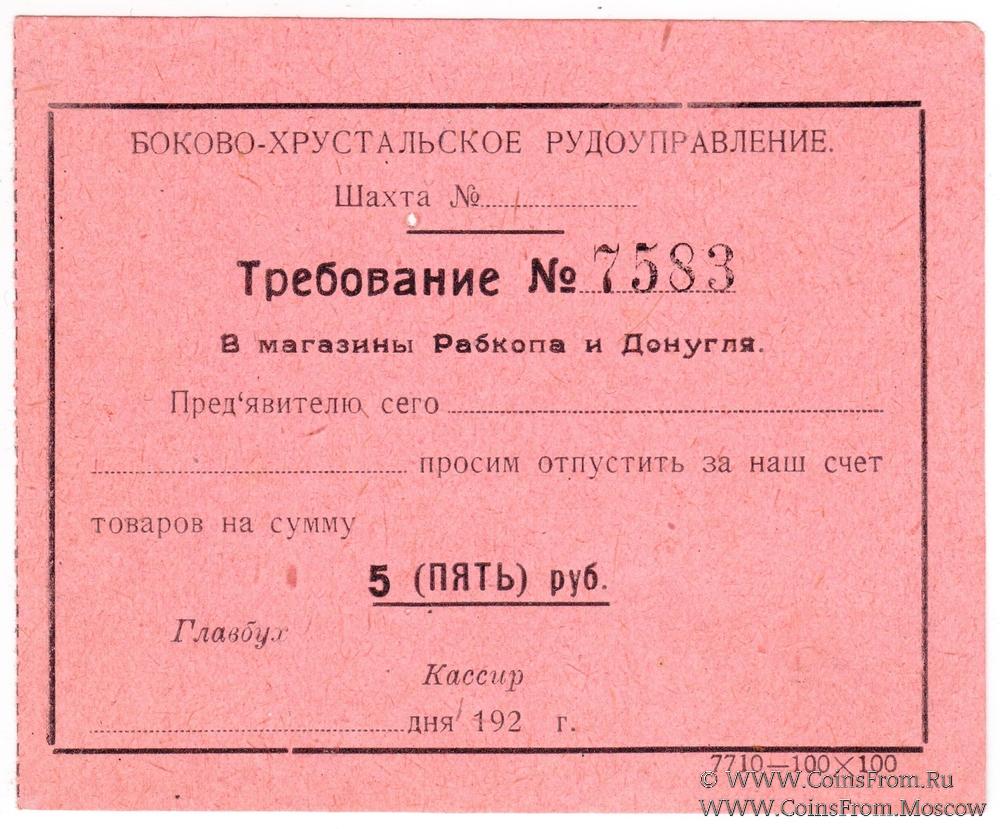 БОКОВО-ХРУСТАЛЬСКОЕ РУДОУПРАВЛЕНИЕ.
Шахта №
Требование № 7583
В магазины Рабкопа и Донугля.
Пред‘явителю сего
просим отпустить за наш счет
товаров на сумму
5 (ПЯТЬ) руб.
Главбух
Кассир
дня 192 г.
7710—100×100
© WWW.CoinsFrom.Ru
WWW.CoinsFrom.Moscow